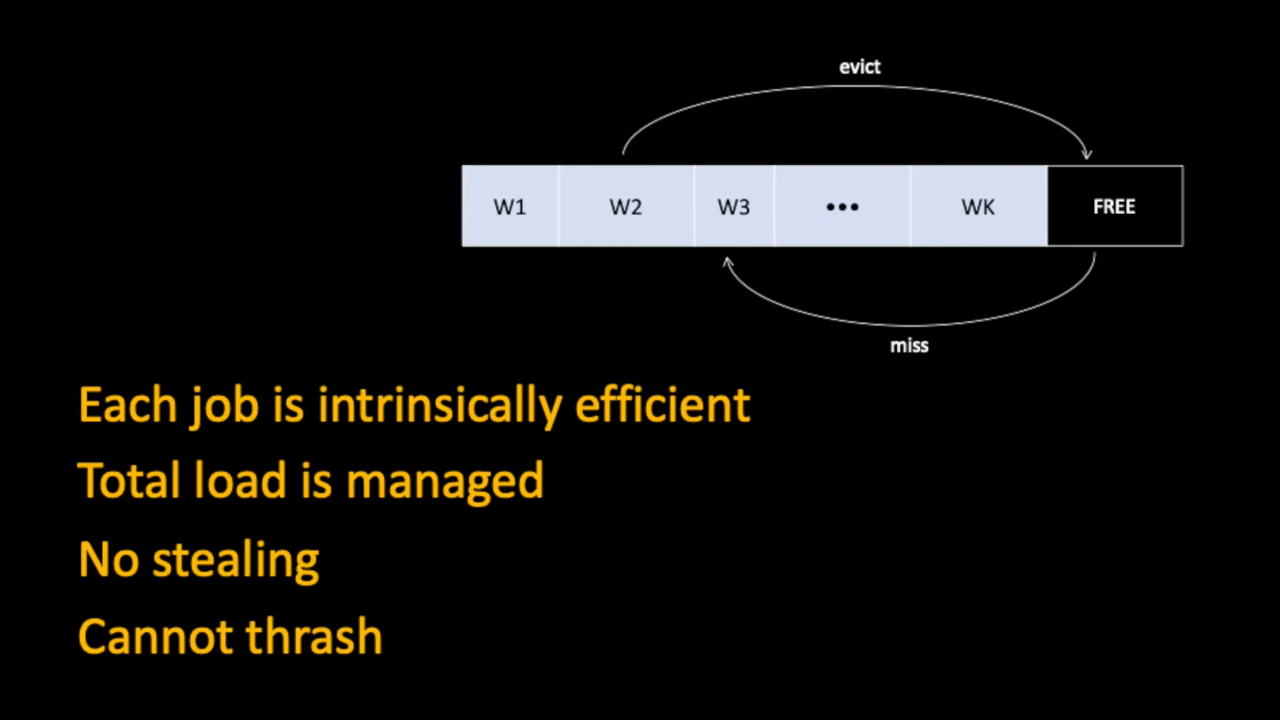 evict
W1 W2 W3 ••• WK FREE
miss
Each job is intrinsically efficient
Total load is managed
No stealing
Cannot thrash